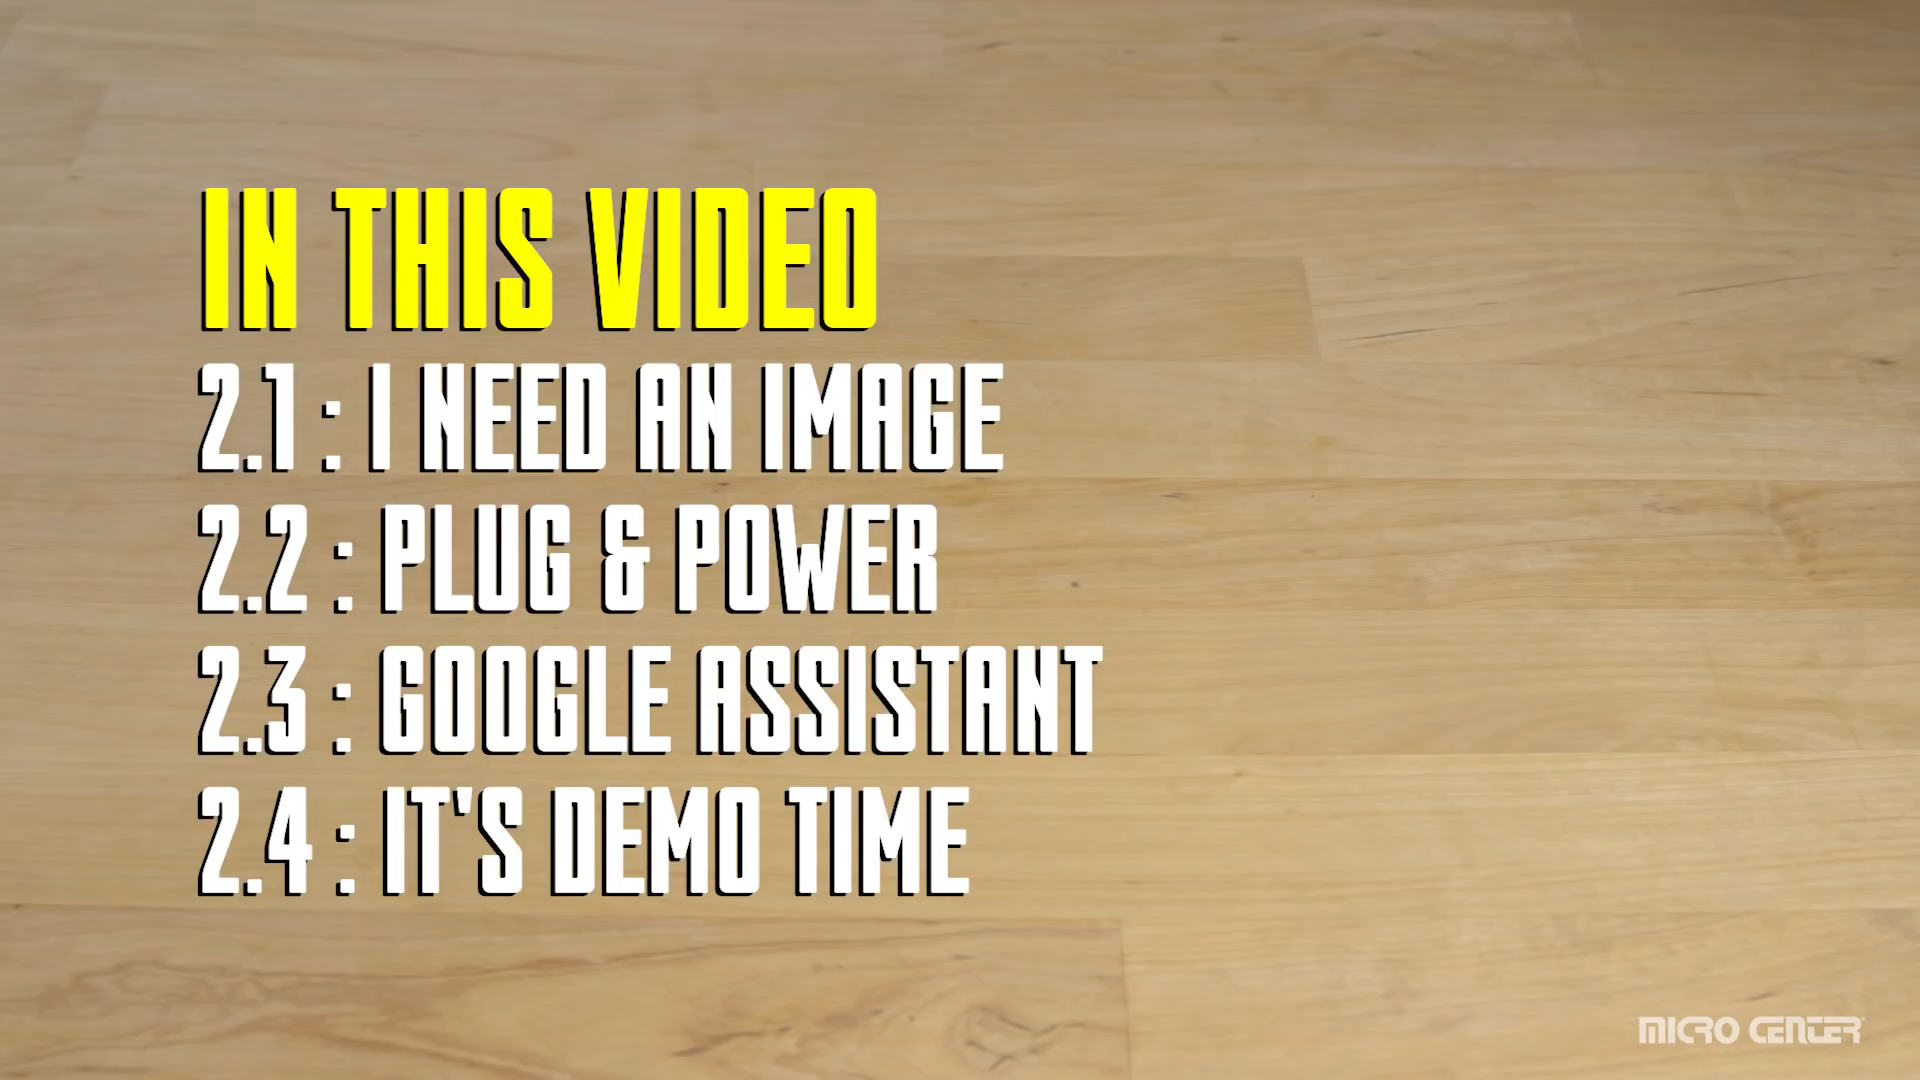 IN THIS VIDEO
2.1 : I NEED AN IMAGE
2.2 : PLUG & POWER
2.3 : GOOGLE ASSISTANT
2.4 : IT'S DEMO TIME
MICRO CENTER